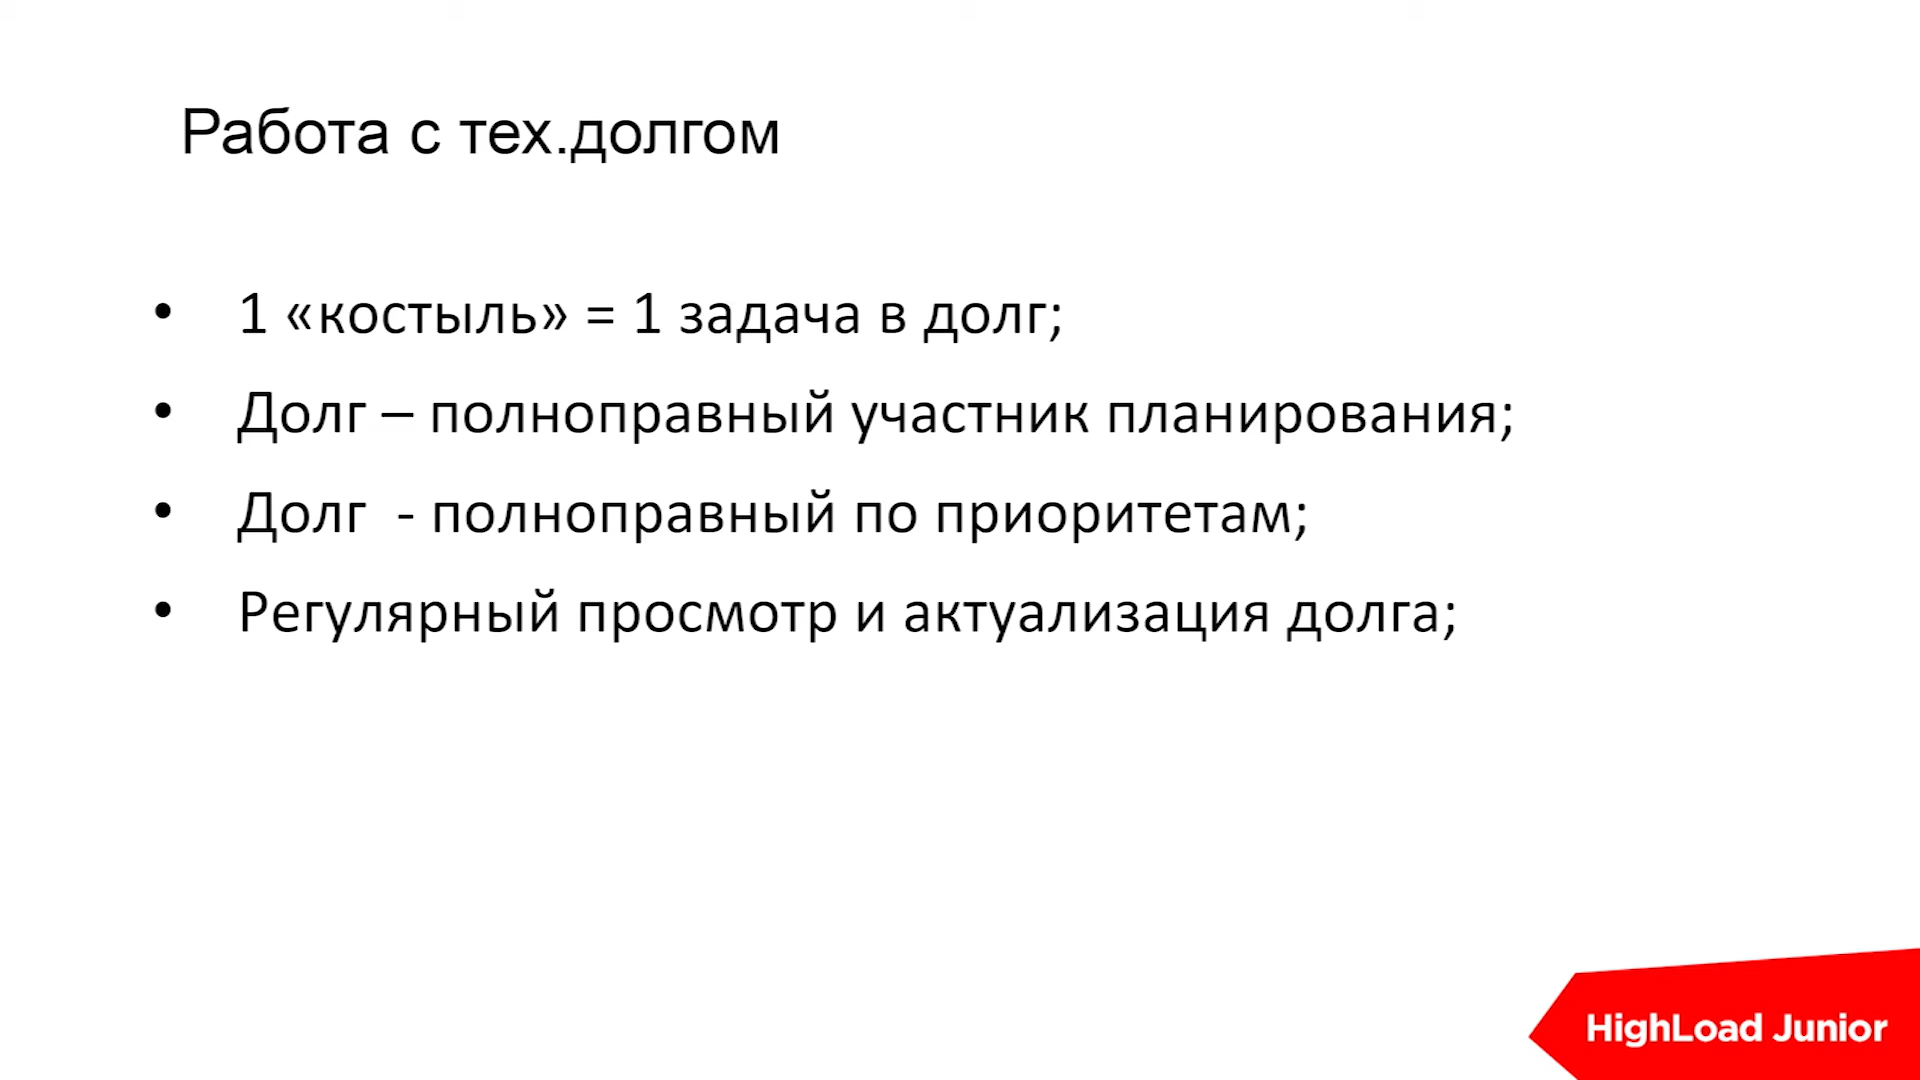 Работа с тех.долгом
• 1 «костыль» = 1 задача в долг;
• Долг – полноправный участник планирования;
• Долг  - полноправный по приоритетам;
• Регулярный просмотр и актуализация долга;
HighLoad Junior